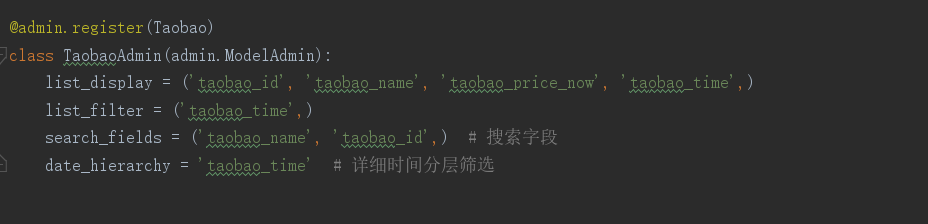 @admin.register(Taobao)
class TaobaoAdmin(admin.ModelAdmin):
    list_display = ('taobao_id', 'taobao_name', 'taobao_price_now', 'taobao_time',)
    list_filter = ('taobao_time',)
    search_fields = ('taobao_name', 'taobao_id',)  # 搜索字段
    date_hierarchy = 'taobao_time'  # 详细时间分层筛选